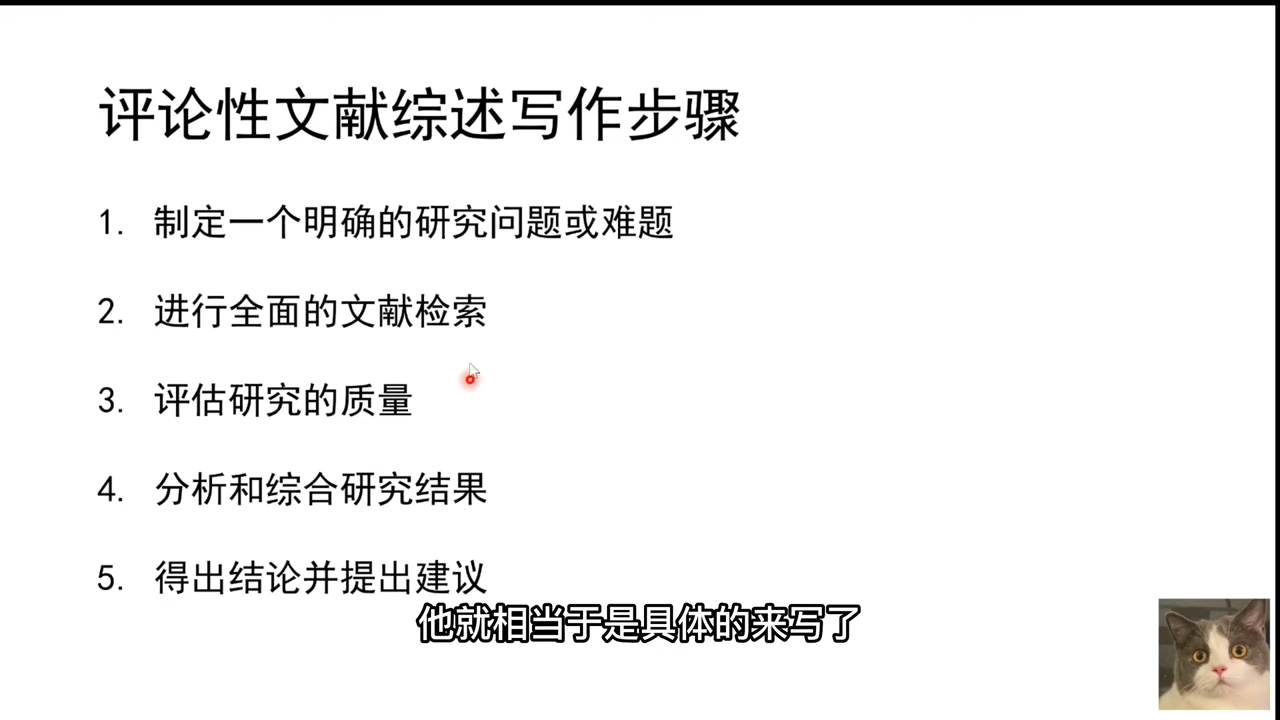 评论性文献综述写作步骤
1. 制定一个明确的研究问题或难题
2. 进行全面的文献检索
3. 评估研究的质量
4. 分析和综合研究结果
5. 得出结论并提出建议
他就相当于是具体的来写了